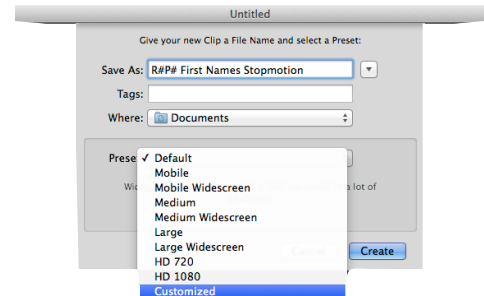 Untitled
Give your new Clip a File Name and select a Preset:
Save As: R#P# First Names Stopmotion
Tags:
Where: Documents
Prese ✓ Default
Mobile
Mobile Widescreen
Medium
Medium Widescreen
Large
Large Widescreen
HD 720
HD 1080
Customized
a lot of
Create